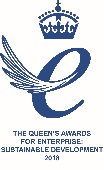 THE QUEEN'S AWARDS
FOR ENTERPRISE:
SUSTAINABLE DEVELOPMENT
2018